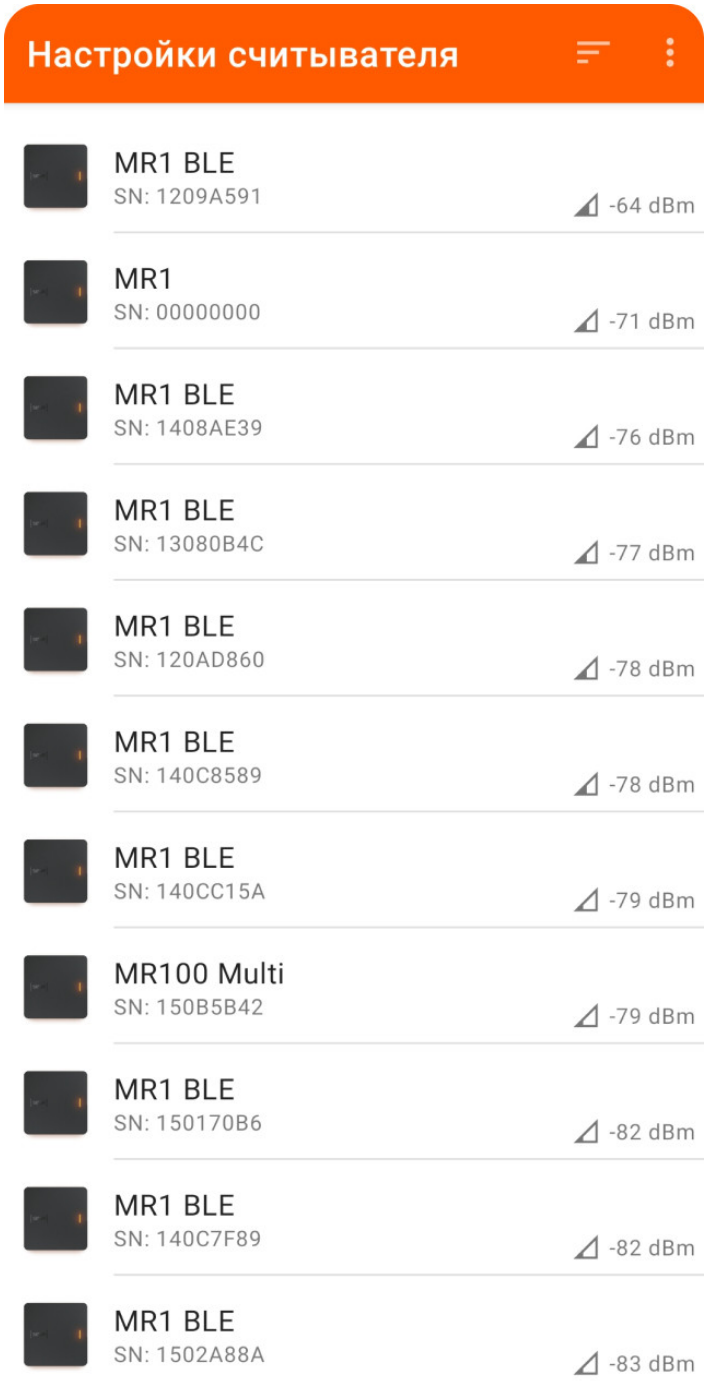 Настройки считывателя
MR1 BLE
SN: 1209A591
-64 dBm
MR1
SN: 00000000
-71 dBm
MR1 BLE
SN: 1408AE39
-76 dBm
MR1 BLE
SN: 13080B4C
-77 dBm
MR1 BLE
SN: 120AD860
-78 dBm
MR1 BLE
SN: 140C8589
-78 dBm
MR1 BLE
SN: 140CC15A
-79 dBm
MR100 Multi
SN: 150B5B42
-79 dBm
MR1 BLE
SN: 150170B6
-82 dBm
MR1 BLE
SN: 140C7F89
-82 dBm
MR1 BLE
SN: 1502A88A
-83 dBm